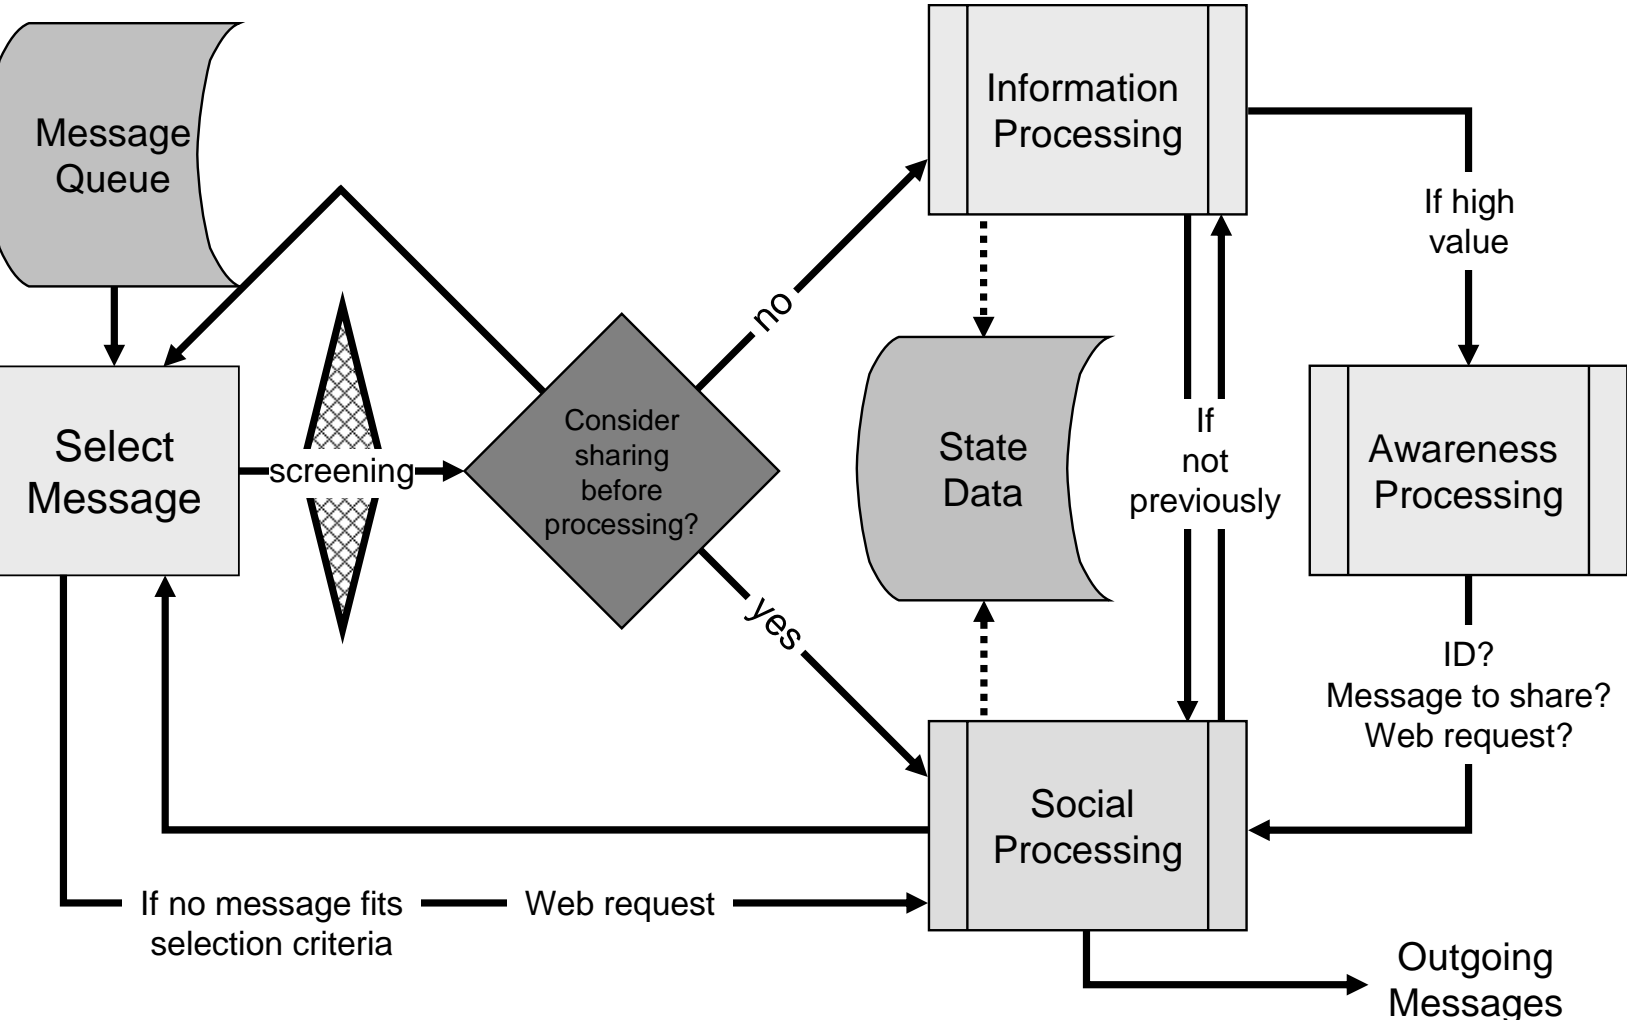 Message
Queue
Information
Processing
If high
value
no
Select
Message
screening
Consider
sharing
before
processing?
State
Data
If
not
previously
Awareness
Processing
yes
ID?
Message to share?
Web request?
Social
Processing
If no message fits
selection criteria
Web request
Outgoing
Messages